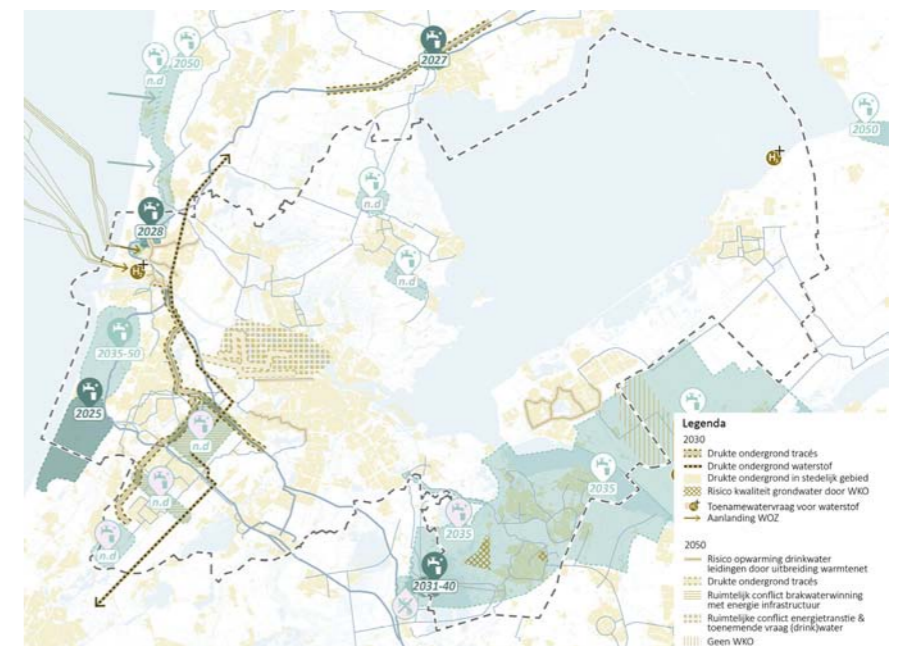 2050
n.d
2027
2050
H₂
n.d
2028
n.d
H₂
2035-50
2025
n.d
n.d
2035
2035
n.d
2031-40
Legenda
2030
Drukte ondergrond tracés
Drukte ondergrond waterstof
Drukte ondergrond in stedelijk gebied
Risico kwaliteit grondwater door WKO
Toenamewatervraag voor waterstof
Aanlanding WOZ
2050
Risico opwarming drinkwater
leidingen door uitbreiding warmtenet
Drukte ondergrond tracés
Ruimtelijk conflict brakwaterwinning
met energie infrastructuur
Ruimtelijke conflict energietranstie &
toenemende vraag (drink)water
Geen WKO